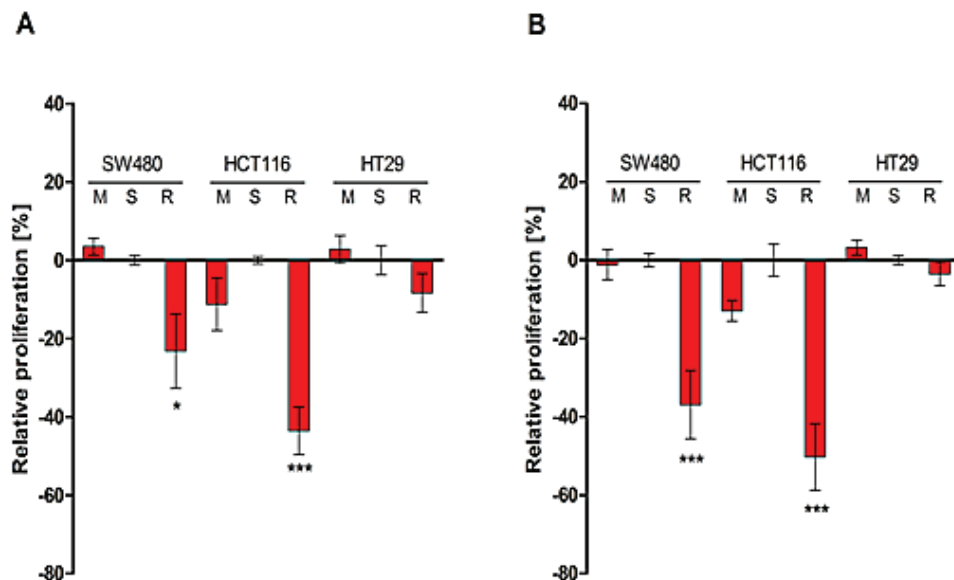 A
Relative proliferation [%]
40
20
0
-20
-40
-60
-80
SW480 HCT116 HT29
M S R M S R M S R
*
***
B
Relative proliferation [%]
40
20
0
-20
-40
-60
-80
SW480 HCT116 HT29
M S R M S R M S R
***
***